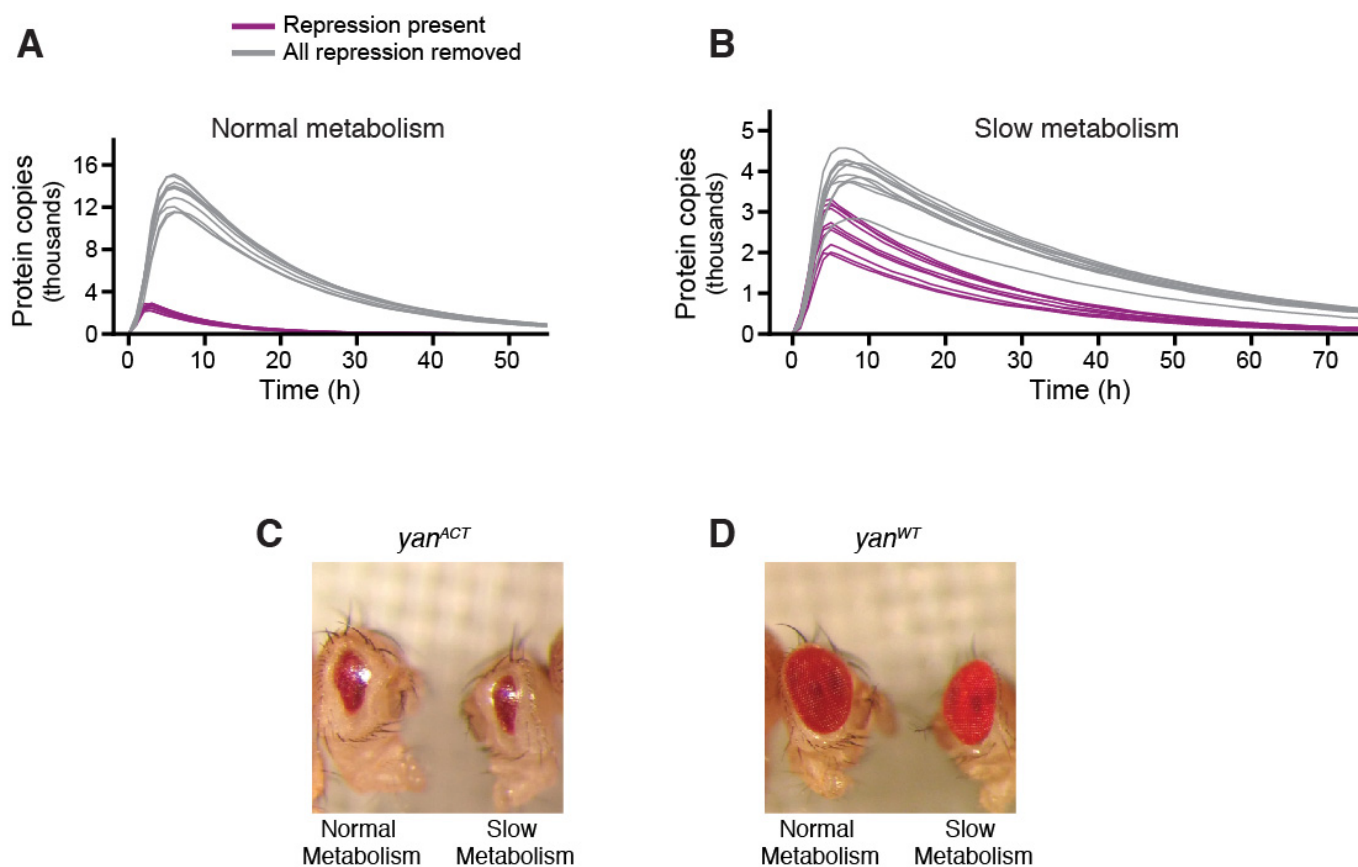 A
Repression present
All repression removed
Normal metabolism
Protein copies
(thousands)
16
12
8
4
0
0 10 20 30 40 50
Time (h)
B
Slow metabolism
Protein copies
(thousands)
5
4
3
2
1
0
0 10 20 30 40 50 60 70
Time (h)
C
yanACT
Normal
Metabolism
Slow
Metabolism
D
yanWT
Normal
Metabolism
Slow
Metabolism